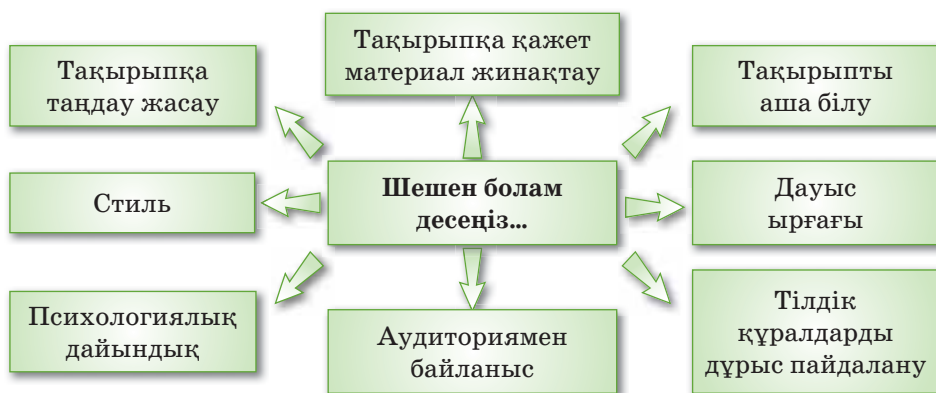 Тақырыпқа
таңдау жасау
Тақырыпқа қажет
материал жинақтау
Тақырыпты
аша білу
Стиль
Шешен болам
десеңіз...
Дауыс
ырғағы
Психологиялық
дайындық
Аудиториямен
байланыс
Тілдік
құралдарды
дұрыс пайдалану